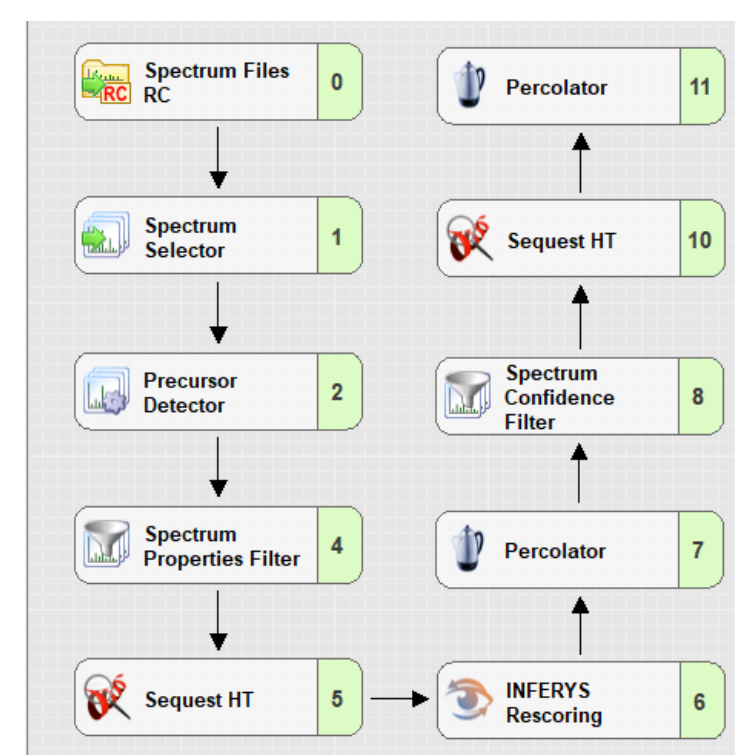 Spectrum Files
RC
0
RC
Spectrum
Selector
1
Precursor
Detector
2
Spectrum
Properties Filter
4
Sequest HT
5
INFERYS
Rescoring
6
Percolator
7
Spectrum
Confidence
Filter
8
Sequest HT
10
Percolator
11